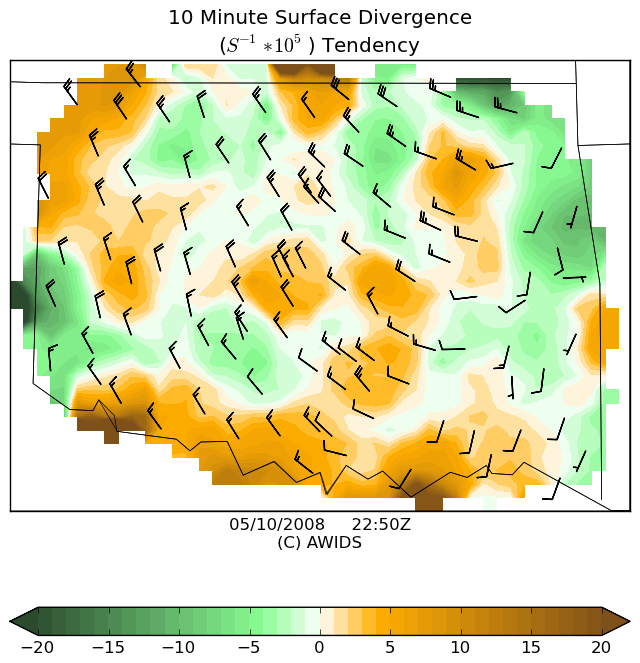 10 Minute Surface Divergence
(S⁻¹ * 10⁵ ) Tendency
05/10/2008 22:50Z
(C) AWIDS
−20 −15 −10 −5 0 5 10 15 20